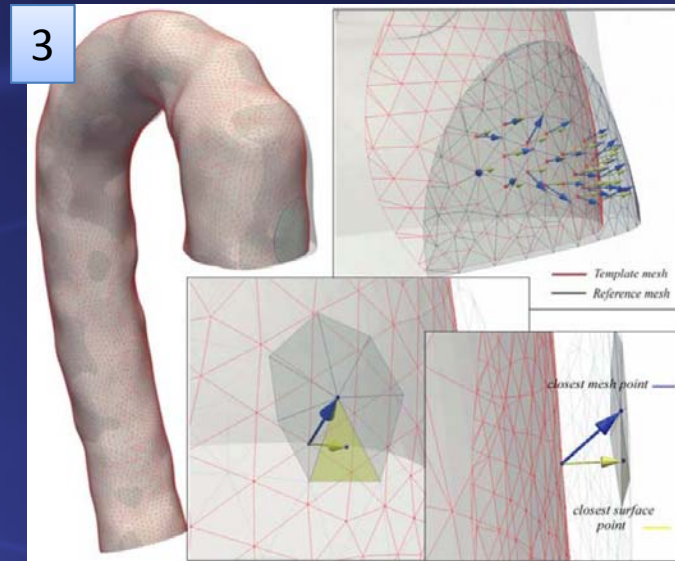 3
Template mesh
Reference mesh
closest mesh point
closest surface
point